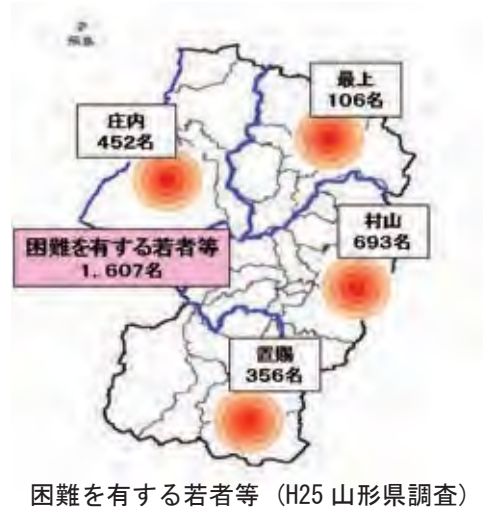 飛島
最上
106名
庄内
452名
村山
693名
困難を有する若者等
1,607名
置賜
356名
困難を有する若者等 (H25 山形県調査)